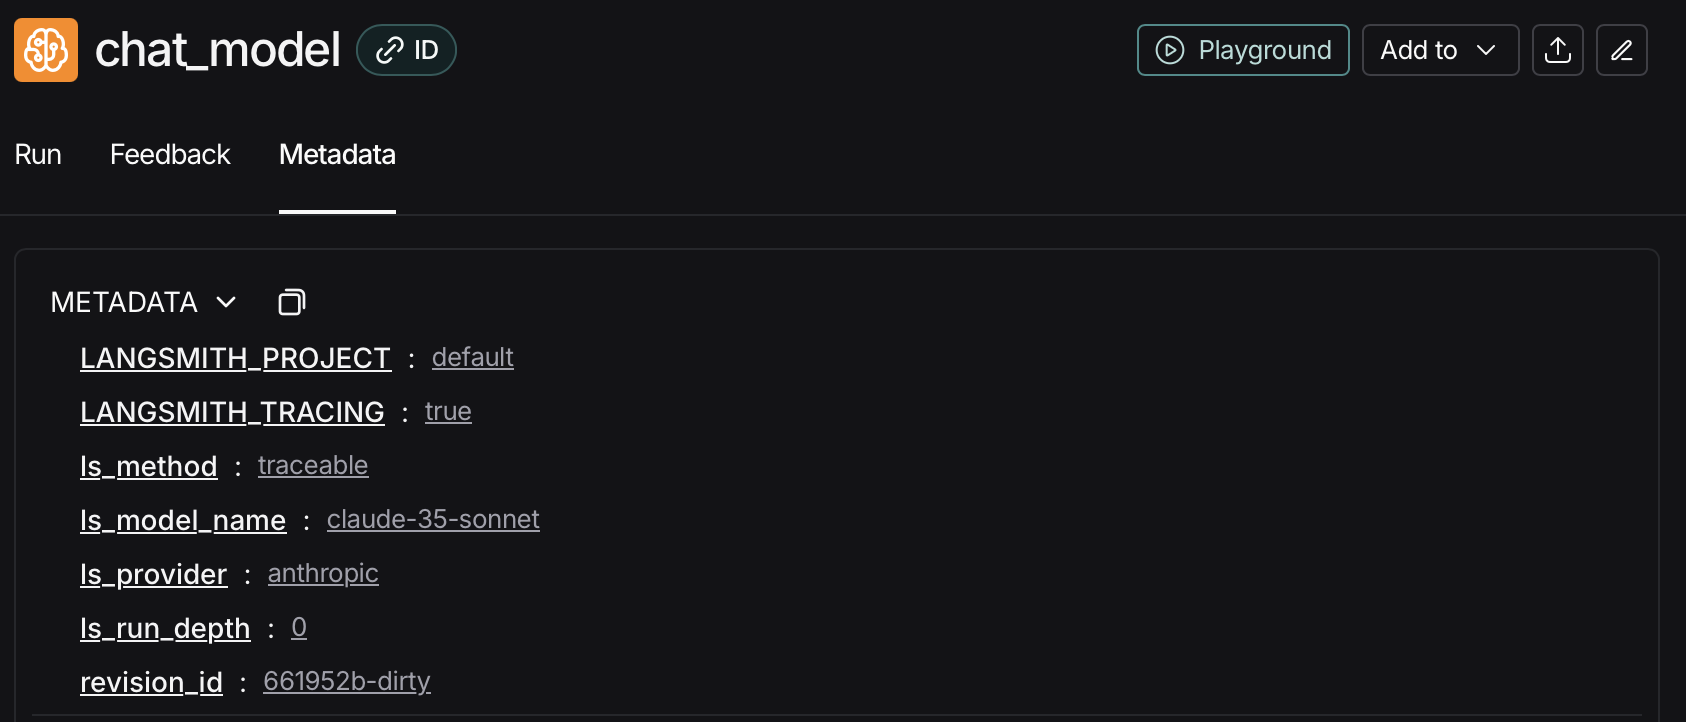 chat_model ID Playground Add to
Run Feedback Metadata
METADATA
LANGSMITH_PROJECT : default
LANGSMITH_TRACING : true
ls_method : traceable
ls_model_name : claude-35-sonnet
ls_provider : anthropic
ls_run_depth : 0
revision_id : 661952b-dirty